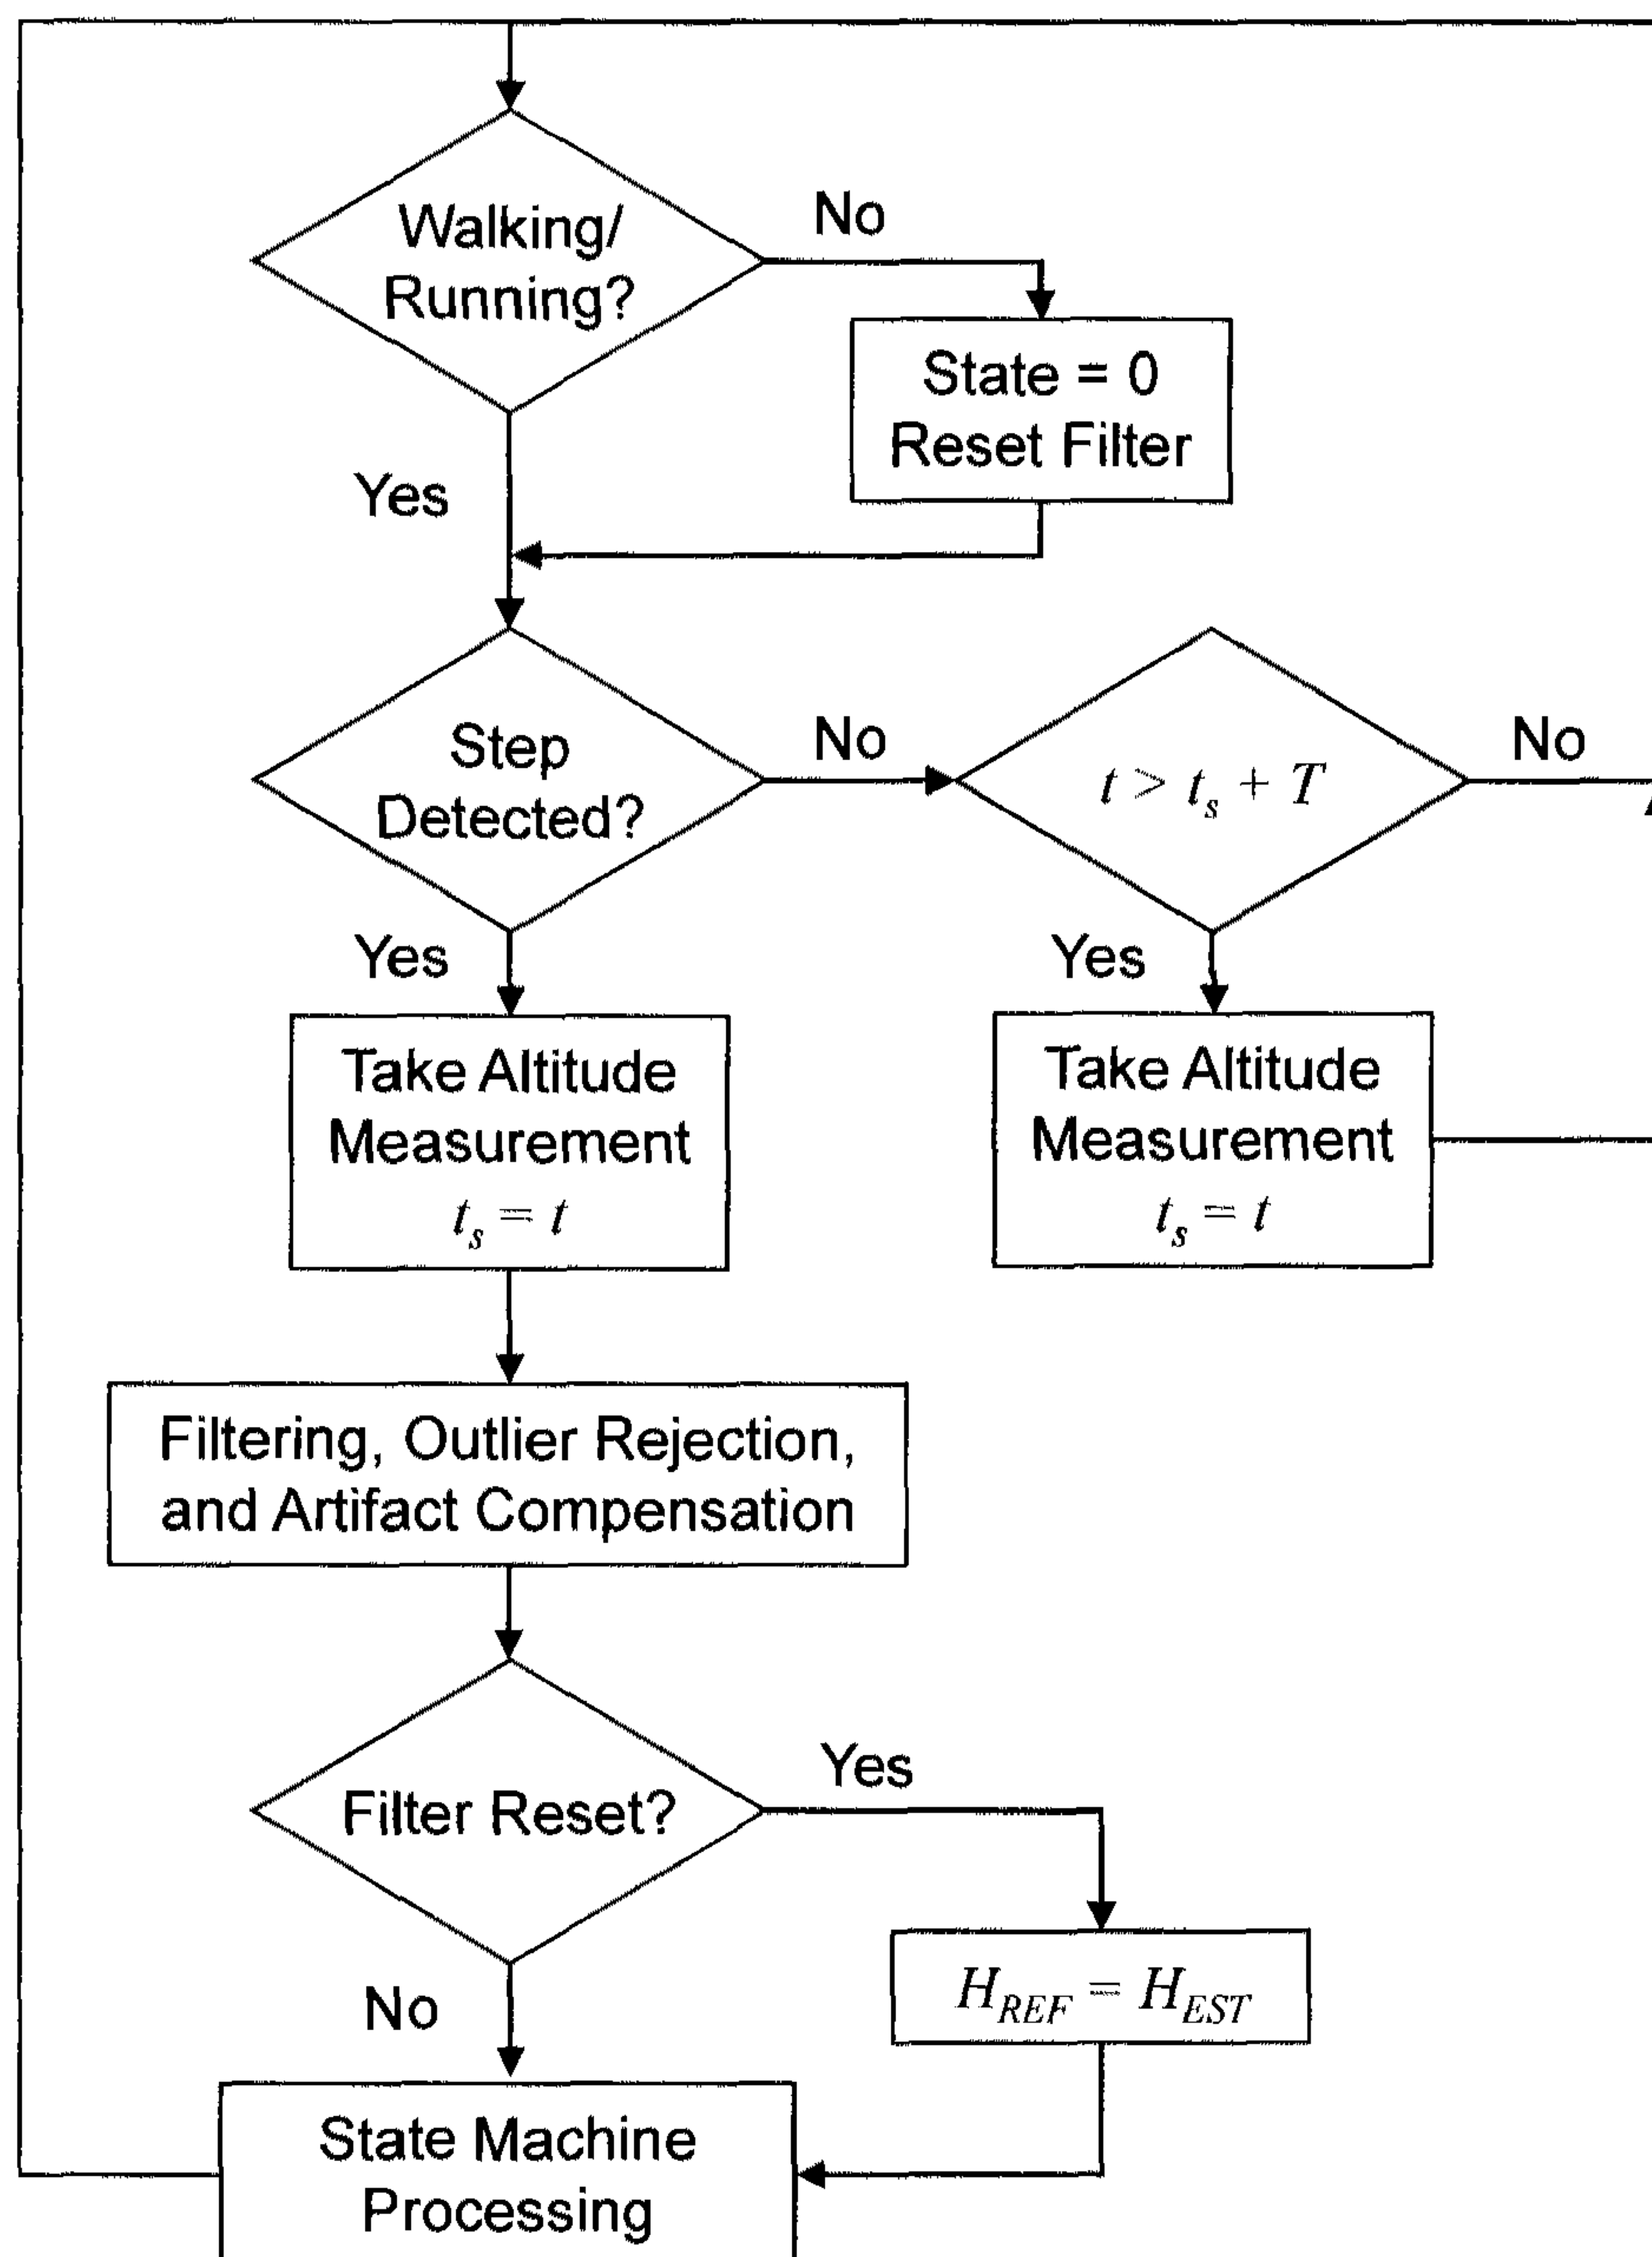 Walking/
Running?
No
State = 0
Reset Filter
Yes
Step
Detected?
No
t > t_s + T
No
Yes
Take Altitude
Measurement
t_s = t
Yes
Take Altitude
Measurement
t_s = t
Filtering, Outlier Rejection,
and Artifact Compensation
Filter Reset?
Yes
H_REF = H_EST
No
State Machine
Processing